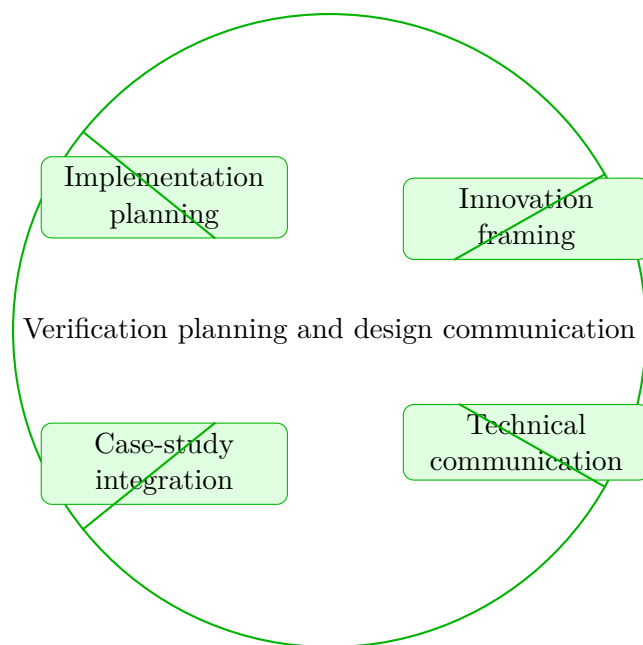 Implementation
planning
Innovation
framing
Verification planning and design communication
Case-study
integration
Technical
communication